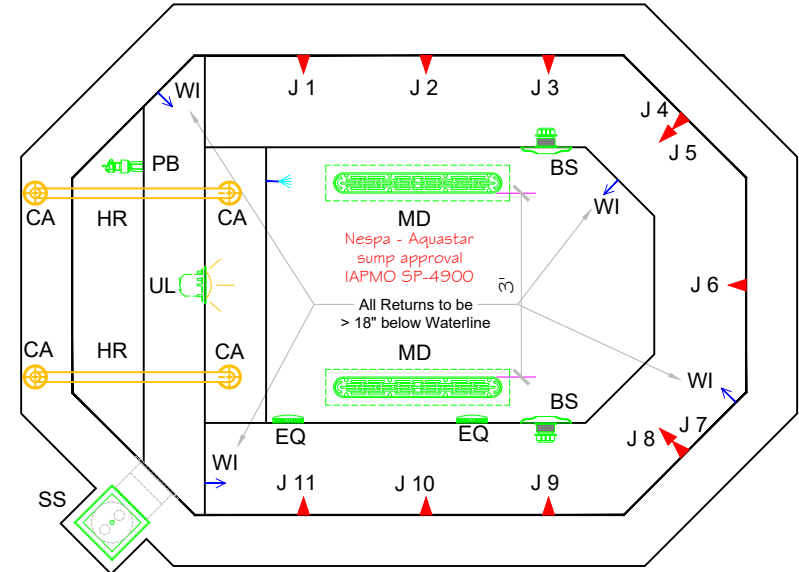 J 1
J 2
J 3
WI
J 4
J 5
PB
BS
CA
HR
CA
MD
WI
Nespa - Aquastar
sump approval
IAPMO SP-4900
UL
3'
J 6
All Returns to be
> 18" below Waterline
CA
HR
CA
MD
WI
BS
EQ
EQ
J 8
J 7
WI
SS
J 11
J 10
J 9